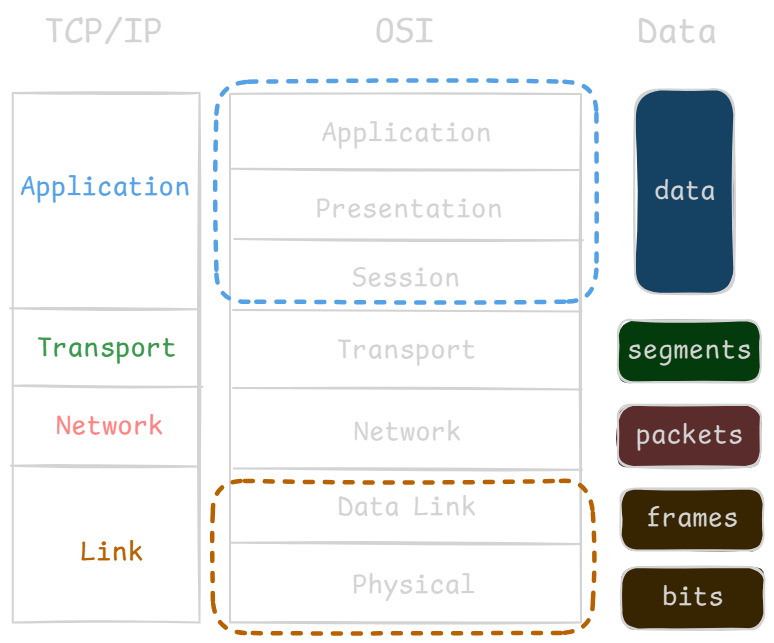 TCP/IP
OSI
Data
Application
Transport
Network
Link
Application
Presentation
Session
Transport
Network
Data Link
Physical
data
segments
packets
frames
bits